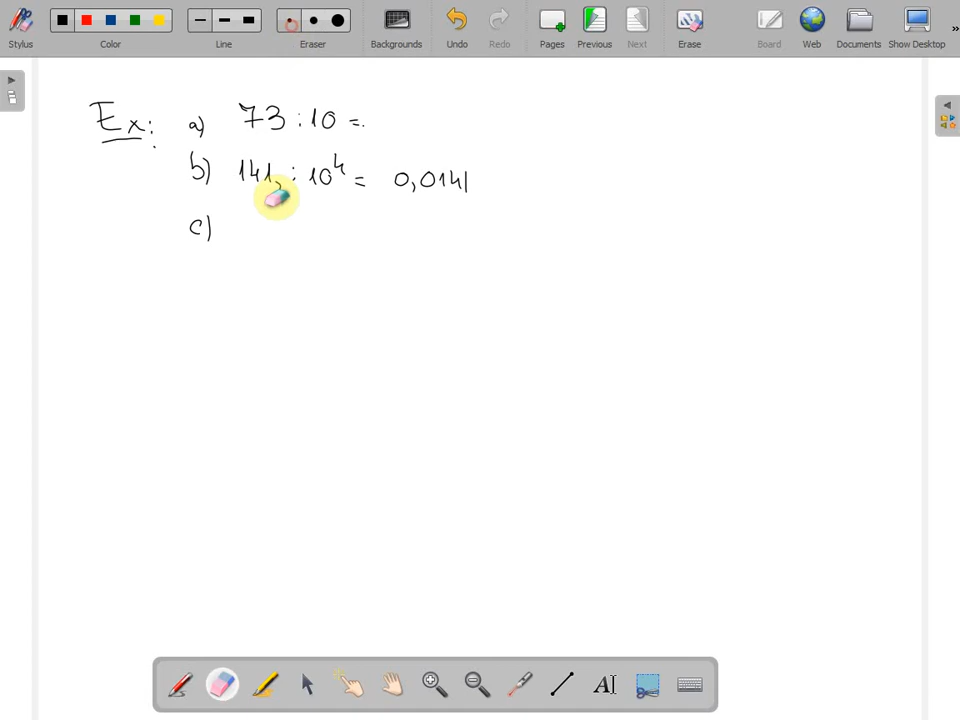 Stylus
Color
Line
Eraser
Backgrounds
Undo
Redo
Pages
Previous
Next
Erase
Board
Web
Documents
Show Desktop
»
Ex: a) 73 : 10 =
b) 141, : 10⁴ = 0,0141
c)
A